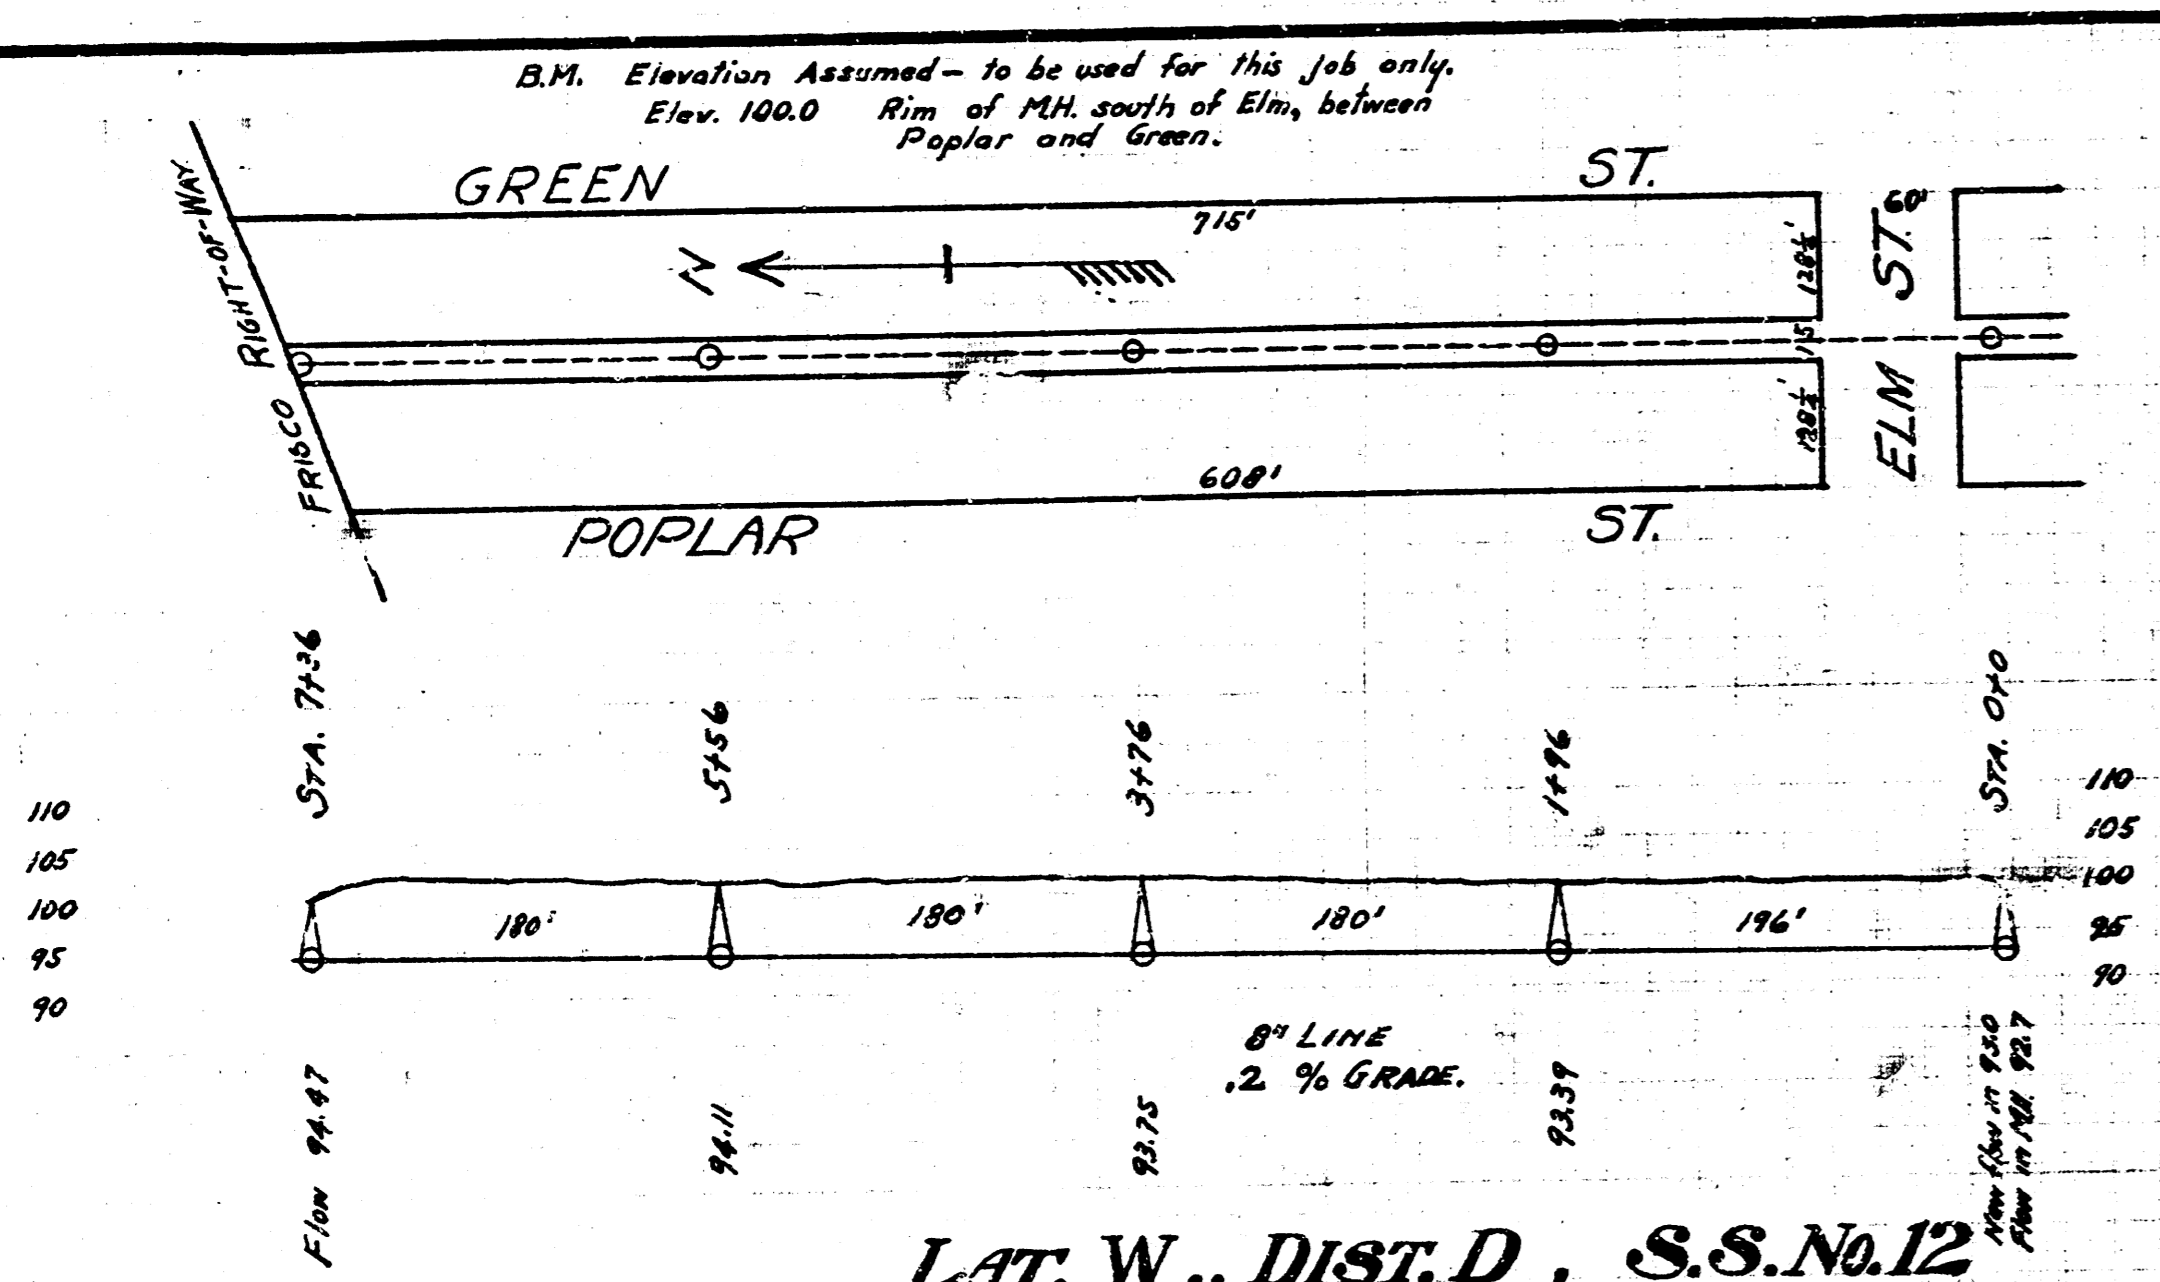 B.M. Elevation Assumed - to be used for this job only.
Elev. 100.0 Rim of M.H. south of Elm, between
Poplar and Green.
GREEN ST.
RIGHT-OF-WAY
FRISCO
715'
60'
N
128½'
15'
128½'
ELM ST.
608'
POPLAR ST.
STA. 7+36
5+56
3+76
1+96
STA. 0+0
110
105
100
95
90
180'
180'
180'
196'
110
105
100
95
90
8" LINE
.2 % GRADE.
Flow 94.47
94.11
93.75
93.39
New flow in 93.0
Flow in M.H. 92.7
LAT. W., DIST. D, S.S. No. 12